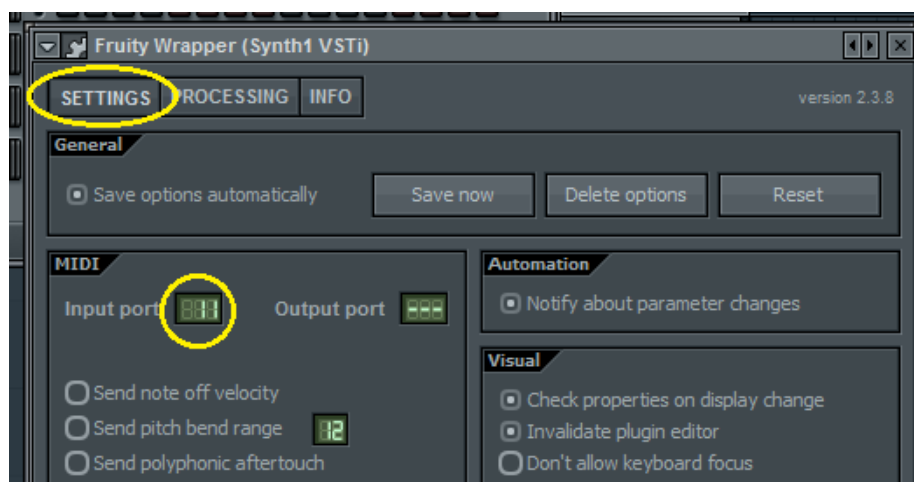 Fruity Wrapper (Synth1 VSTi)
SETTINGS PROCESSING INFO version 2.3.8
General
Save options automatically Save now Delete options Reset
MIDI
Input port 11 Output port ---
Send note off velocity
Send pitch bend range 12
Send polyphonic aftertouch
Automation
Notify about parameter changes
Visual
Check properties on display change
Invalidate plugin editor
Don't allow keyboard focus